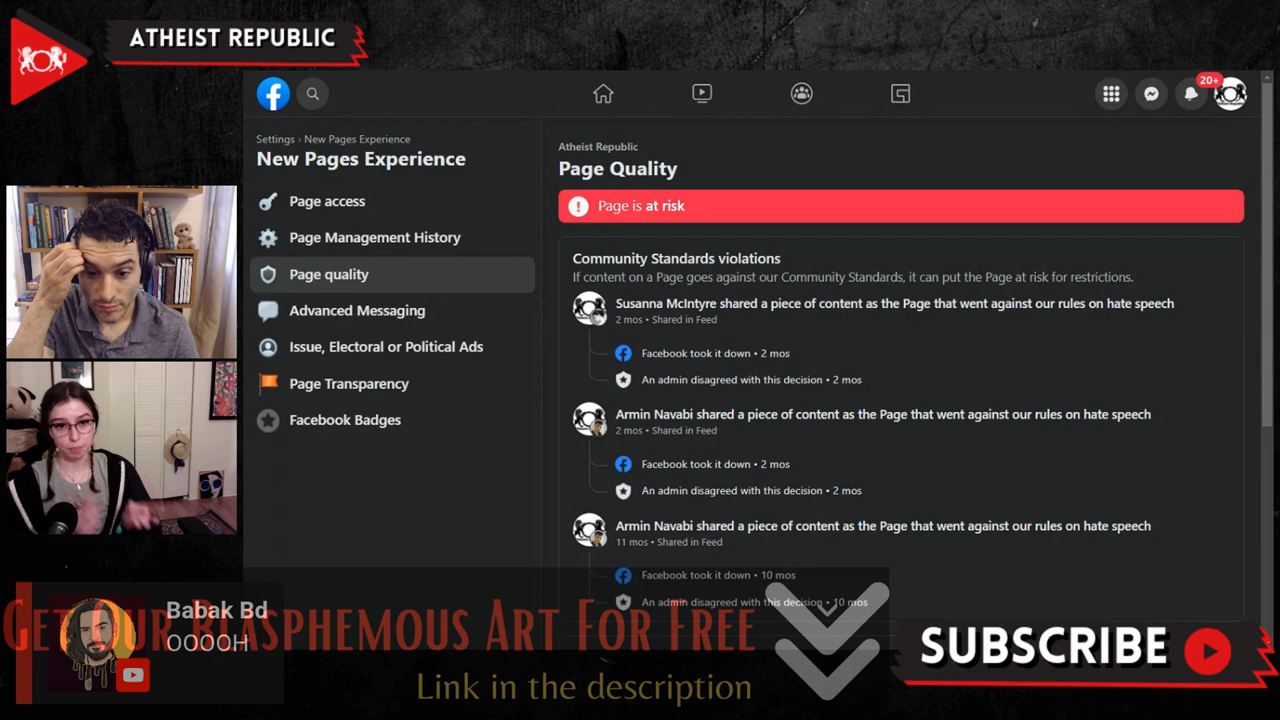 ATHEIST REPUBLIC
20+
Settings › New Pages Experience
New Pages Experience
Page access
Page Management History
Page quality
Advanced Messaging
Issue, Electoral or Political Ads
Page Transparency
Facebook Badges
Atheist Republic
Page Quality
Page is at risk
Community Standards violations
If content on a Page goes against our Community Standards, it can put the Page at risk for restrictions.
Susanna McIntyre shared a piece of content as the Page that went against our rules on hate speech
2 mos • Shared in Feed
Facebook took it down • 2 mos
An admin disagreed with this decision • 2 mos
Armin Navabi shared a piece of content as the Page that went against our rules on hate speech
2 mos • Shared in Feed
Facebook took it down • 2 mos
An admin disagreed with this decision • 2 mos
Armin Navabi shared a piece of content as the Page that went against our rules on hate speech
11 mos • Shared in Feed
Facebook took it down • 10 mos
An admin disagreed with this decision • 10 mos
Babak Bd
OOOOH
Get Our Blasphemous Art For Free
Link in the description
SUBSCRIBE